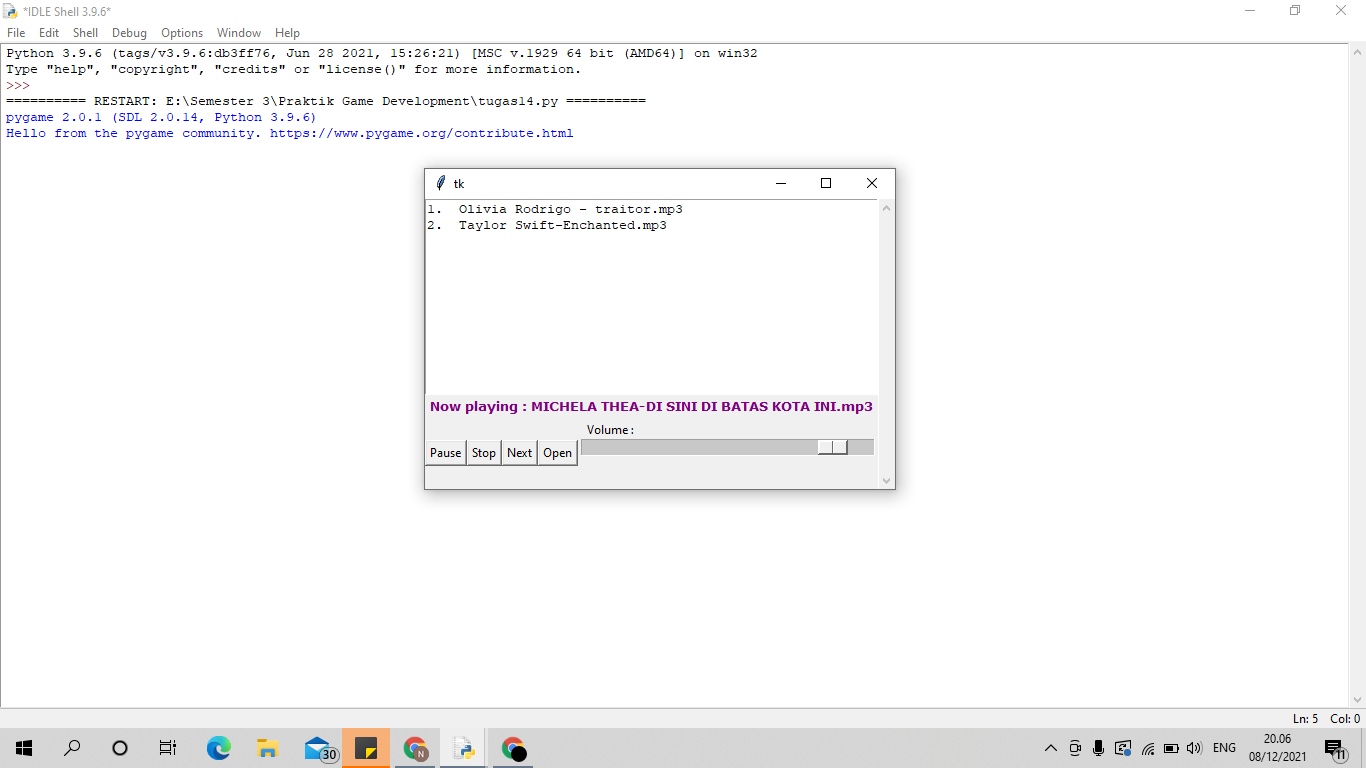 *IDLE Shell 3.9.6*
File Edit Shell Debug Options Window Help
Python 3.9.6 (tags/v3.9.6:db3ff76, Jun 28 2021, 15:26:21) [MSC v.1929 64 bit (AMD64)] on win32
Type "help", "copyright", "credits" or "license()" for more information.
>>>
========== RESTART: E:\Semester 3\Praktik Game Development\tugas14.py ==========
pygame 2.0.1 (SDL 2.0.14, Python 3.9.6)
Hello from the pygame community. https://www.pygame.org/contribute.html
tk
1. Olivia Rodrigo - traitor.mp3
2. Taylor Swift-Enchanted.mp3
Now playing : MICHELA THEA-DI SINI DI BATAS KOTA INI.mp3
Volume :
Pause Stop Next Open
Ln: 5 Col: 0
30
N
ENG
20.06
08/12/2021
11